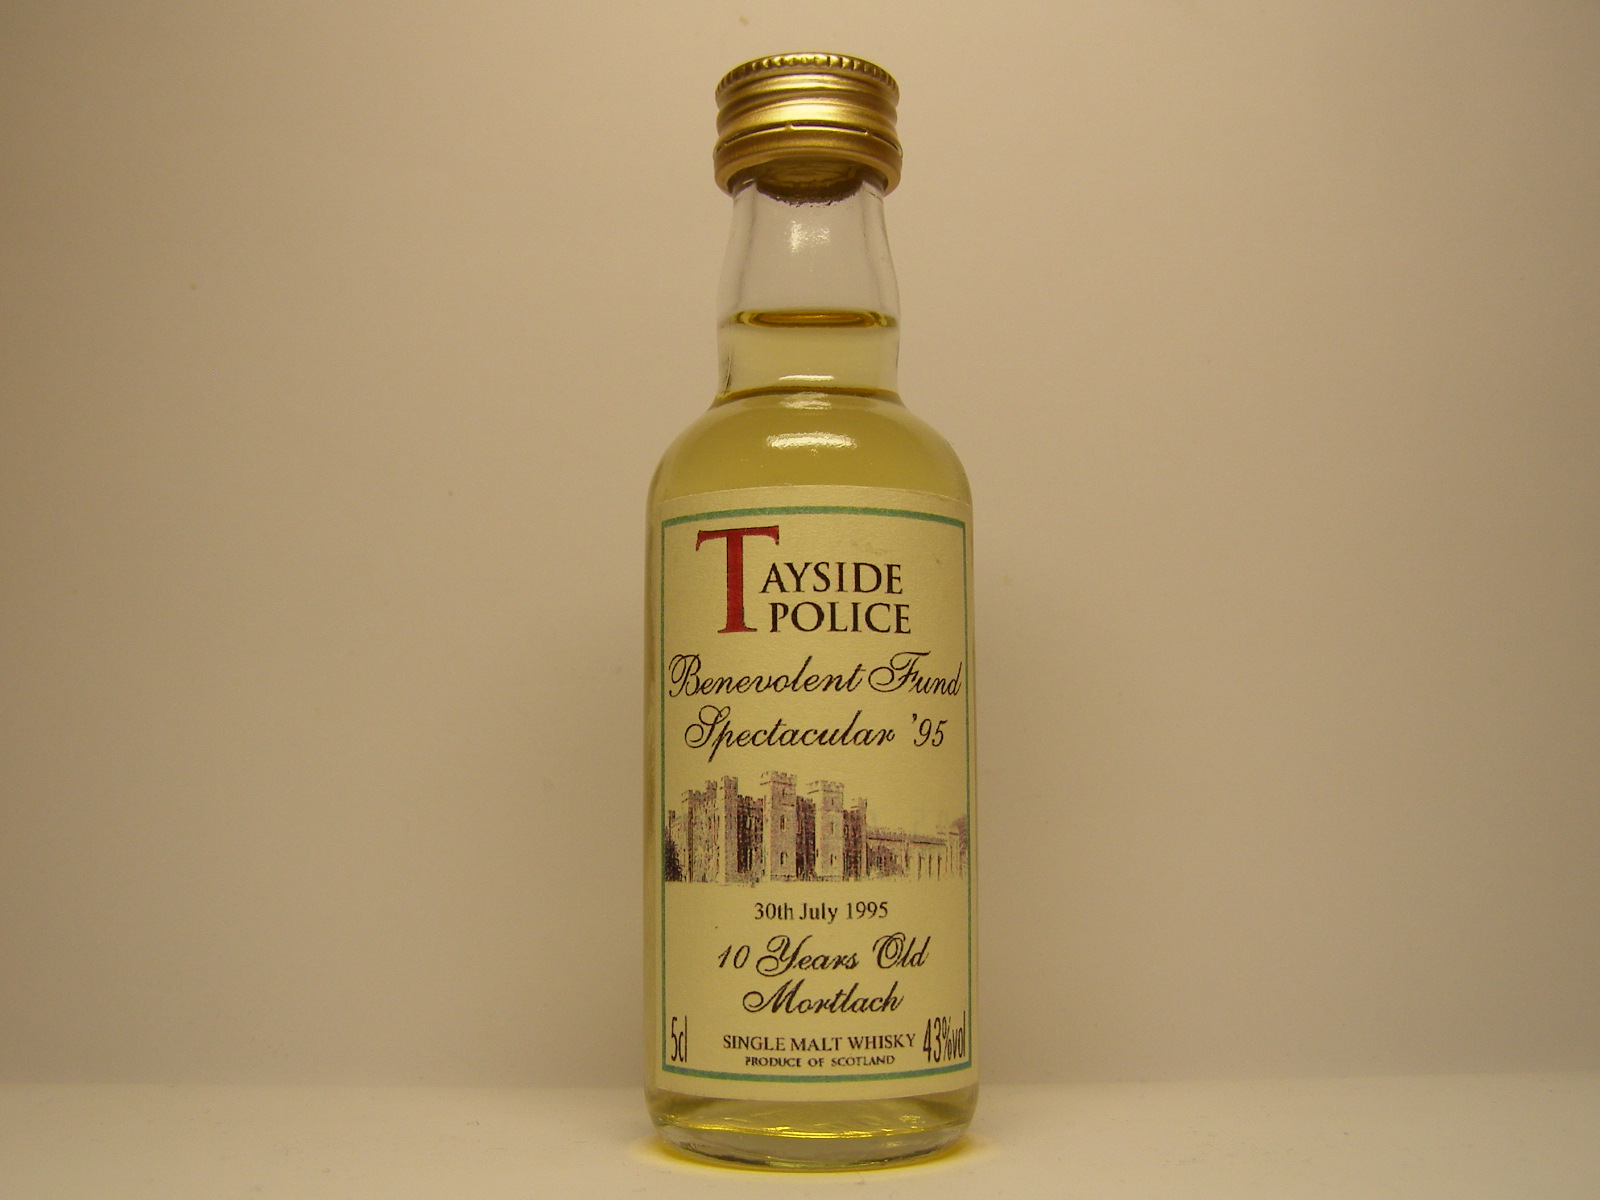 TAYSIDE
POLICE
Benevolent Fund
Spectacular '95
30th July 1995
10 Years Old
Mortlach
5cl SINGLE MALT WHISKY 43%vol
PRODUCE OF SCOTLAND